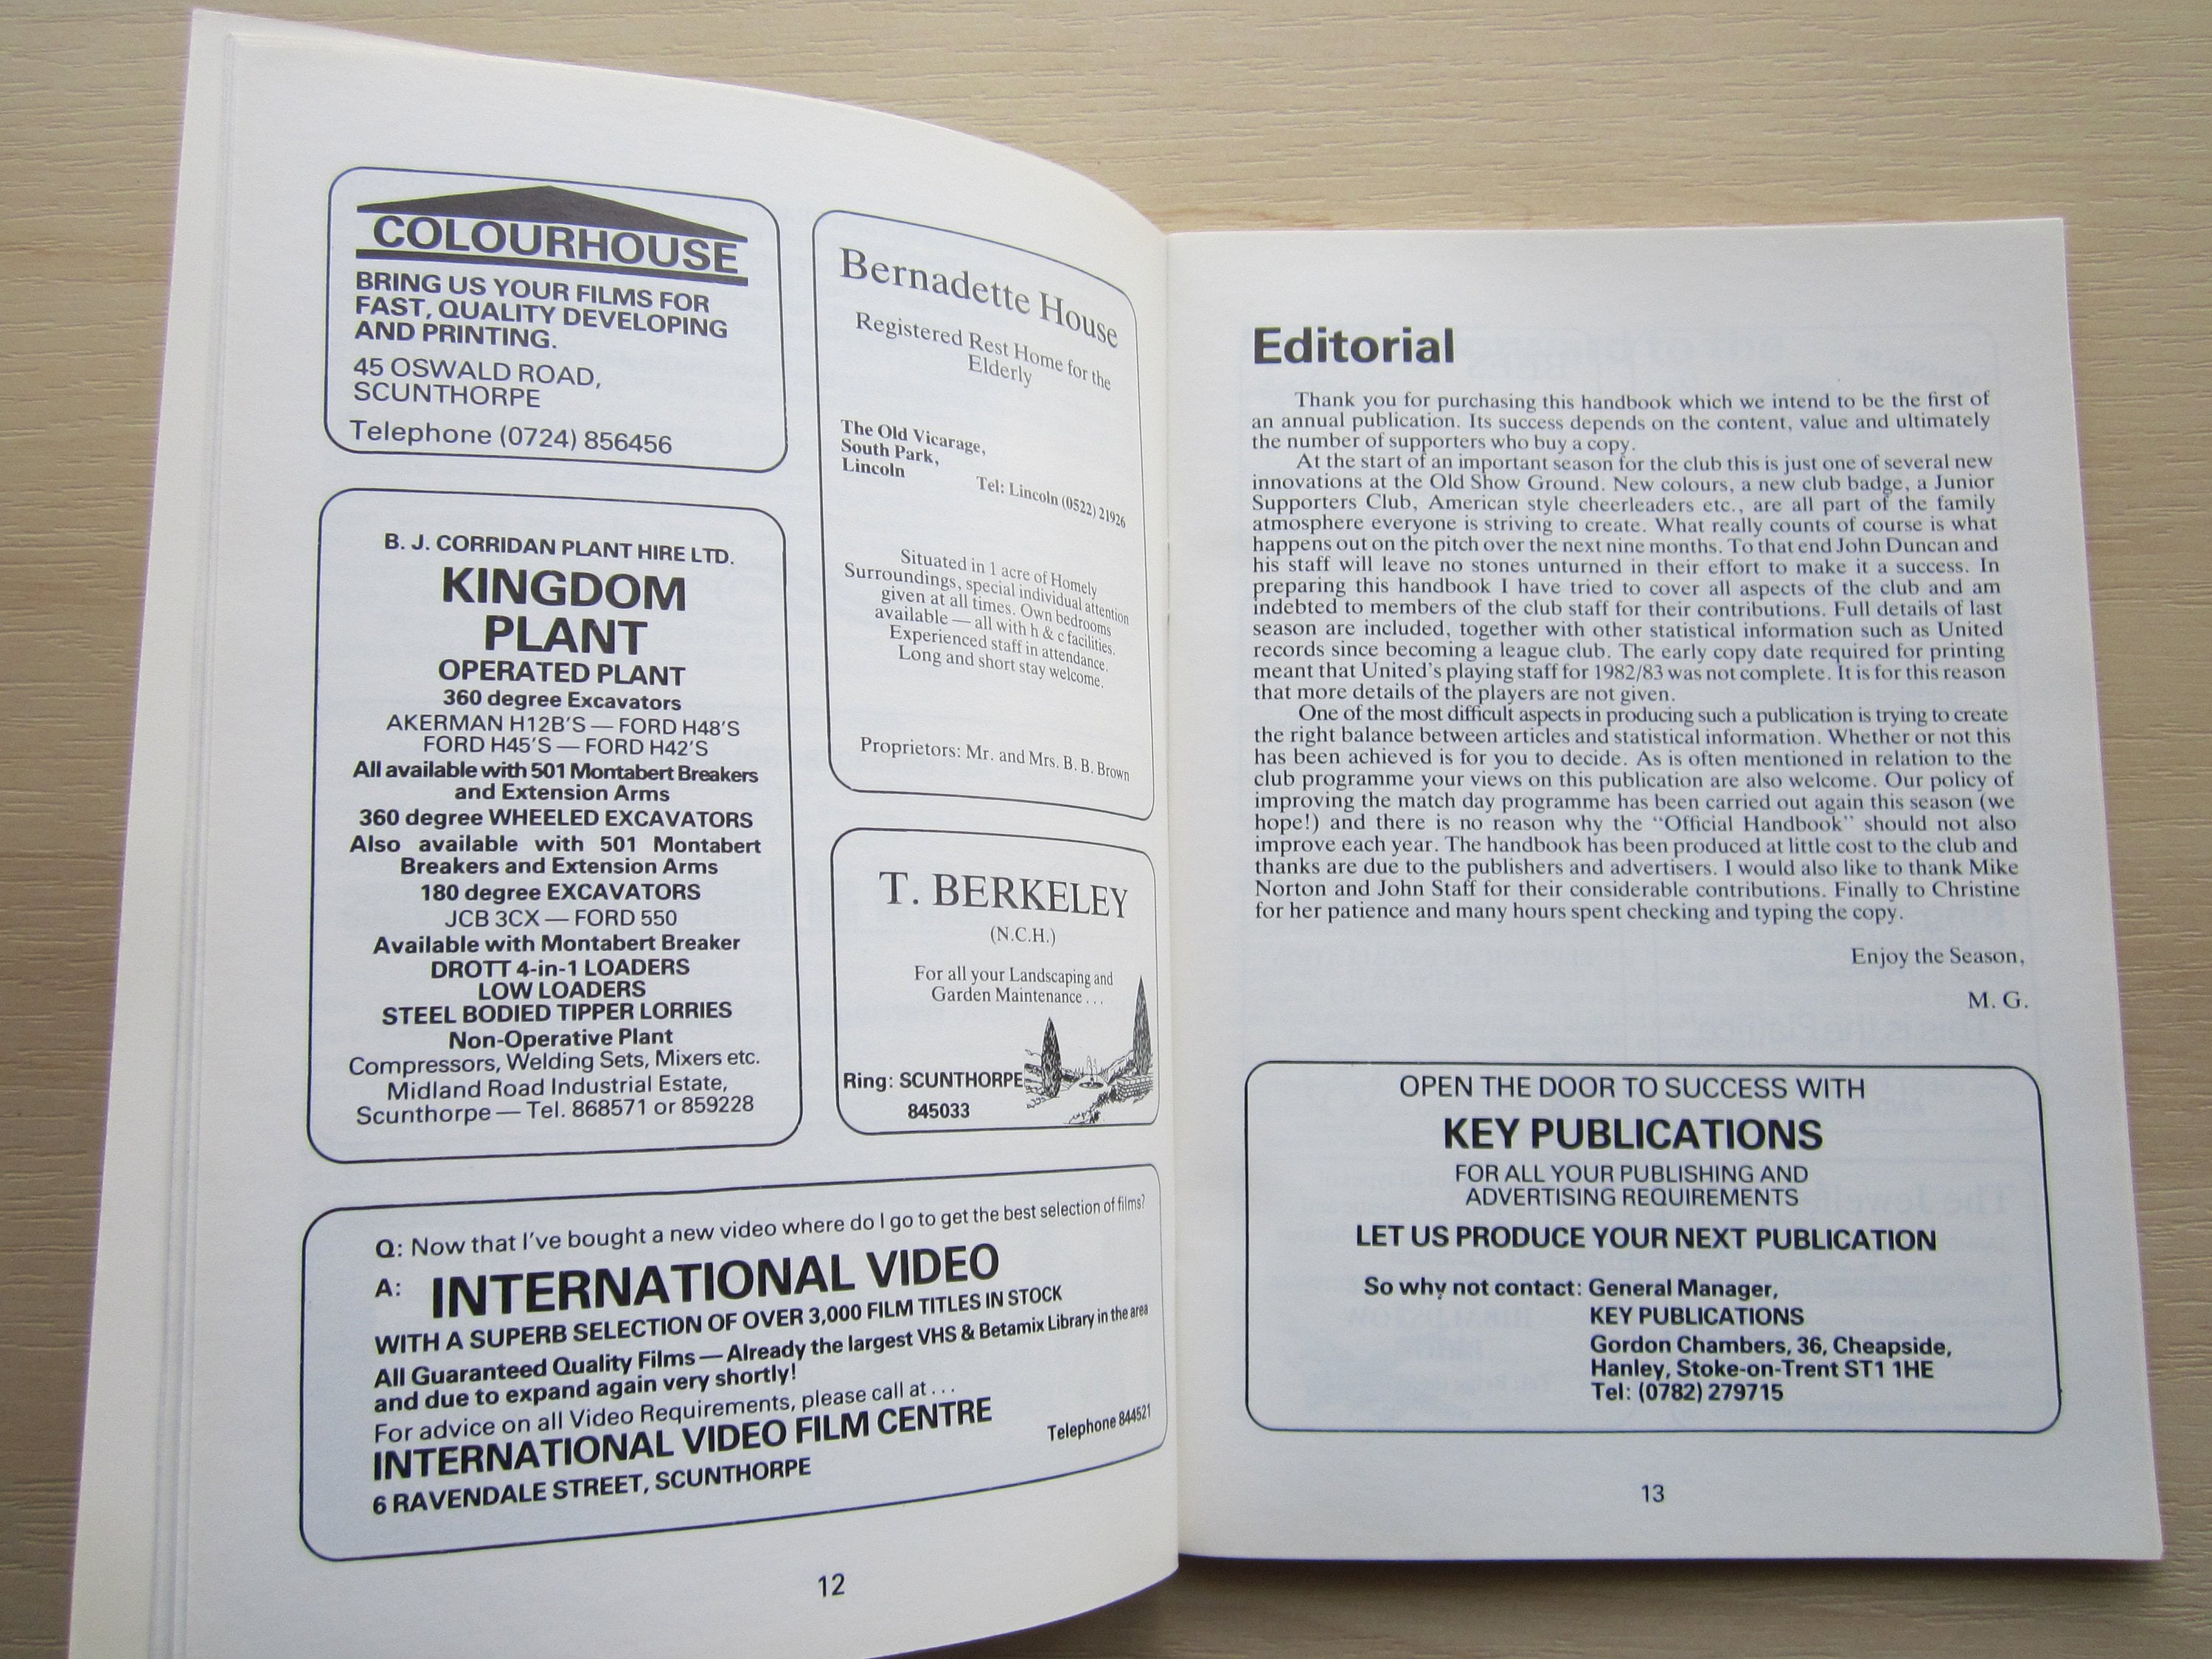 COLOURHOUSE
BRING US YOUR FILMS FOR
FAST, QUALITY DEVELOPING
AND PRINTING.
45 OSWALD ROAD,
SCUNTHORPE
Telephone (0724) 856456
B. J. CORRIDAN PLANT HIRE LTD.
KINGDOM
PLANT
OPERATED PLANT
360 degree Excavators
AKERMAN H12B'S — FORD H48'S
FORD H45'S — FORD H42'S
All available with 501 Montabert Breakers
and Extension Arms
360 degree WHEELED EXCAVATORS
Also available with 501 Montabert
Breakers and Extension Arms
180 degree EXCAVATORS
JCB 3CX — FORD 550
Available with Montabert Breaker
DROTT 4-in-1 LOADERS
LOW LOADERS
STEEL BODIED TIPPER LORRIES
Non-Operative Plant
Compressors, Welding Sets, Mixers etc.
Midland Road Industrial Estate,
Scunthorpe — Tel. 868571 or 859228
Bernadette House
Registered Rest Home for the
Elderly
The Old Vicarage,
South Park,
Lincoln
Tel: Lincoln (0522) 21926
Situated in 1 acre of Homely
Surroundings, special individual attention
given at all times. Own bedrooms
available — all with h & c facilities.
Experienced staff in attendance.
Long and short stay welcome.
Proprietors: Mr. and Mrs. B. B. Brown
T. BERKELEY
(N.C.H.)
For all your Landscaping and
Garden Maintenance . . .
Ring: SCUNTHORPE
845033
Q: Now that I've bought a new video where do I go to get the best selection of films?
A: INTERNATIONAL VIDEO
WITH A SUPERB SELECTION OF OVER 3,000 FILM TITLES IN STOCK
All Guaranteed Quality Films — Already the largest VHS & Betamix Library in the area
and due to expand again very shortly!
For advice on all Video Requirements, please call at . . .
INTERNATIONAL VIDEO FILM CENTRE
6 RAVENDALE STREET, SCUNTHORPE
Telephone 844521
12
Editorial
Thank you for purchasing this handbook which we intend to be the first of
an annual publication. Its success depends on the content, value and ultimately
the number of supporters who buy a copy.
At the start of an important season for the club this is just one of several new
innovations at the Old Show Ground. New colours, a new club badge, a Junior
Supporters Club, American style cheerleaders etc., are all part of the family
atmosphere everyone is striving to create. What really counts of course is what
happens out on the pitch over the next nine months. To that end John Duncan and
his staff will leave no stones unturned in their effort to make it a success. In
preparing this handbook I have tried to cover all aspects of the club and am
indebted to members of the club staff for their contributions. Full details of last
season are included, together with other statistical information such as United
records since becoming a league club. The early copy date required for printing
meant that United's playing staff for 1982/83 was not complete. It is for this reason
that more details of the players are not given.
One of the most difficult aspects in producing such a publication is trying to create
the right balance between articles and statistical information. Whether or not this
has been achieved is for you to decide. As is often mentioned in relation to the
club programme your views on this publication are also welcome. Our policy of
improving the match day programme has been carried out again this season (we
hope!) and there is no reason why the "Official Handbook" should not also
improve each year. The handbook has been produced at little cost to the club and
thanks are due to the publishers and advertisers. I would also like to thank Mike
Norton and John Staff for their considerable contributions. Finally to Christine
for her patience and many hours spent checking and typing the copy.
Enjoy the Season,
M. G.
OPEN THE DOOR TO SUCCESS WITH
KEY PUBLICATIONS
FOR ALL YOUR PUBLISHING AND
ADVERTISING REQUIREMENTS
LET US PRODUCE YOUR NEXT PUBLICATION
So why not contact: General Manager,
KEY PUBLICATIONS
Gordon Chambers, 36, Cheapside,
Hanley, Stoke-on-Trent ST1 1HE
Tel: (0782) 279715
13